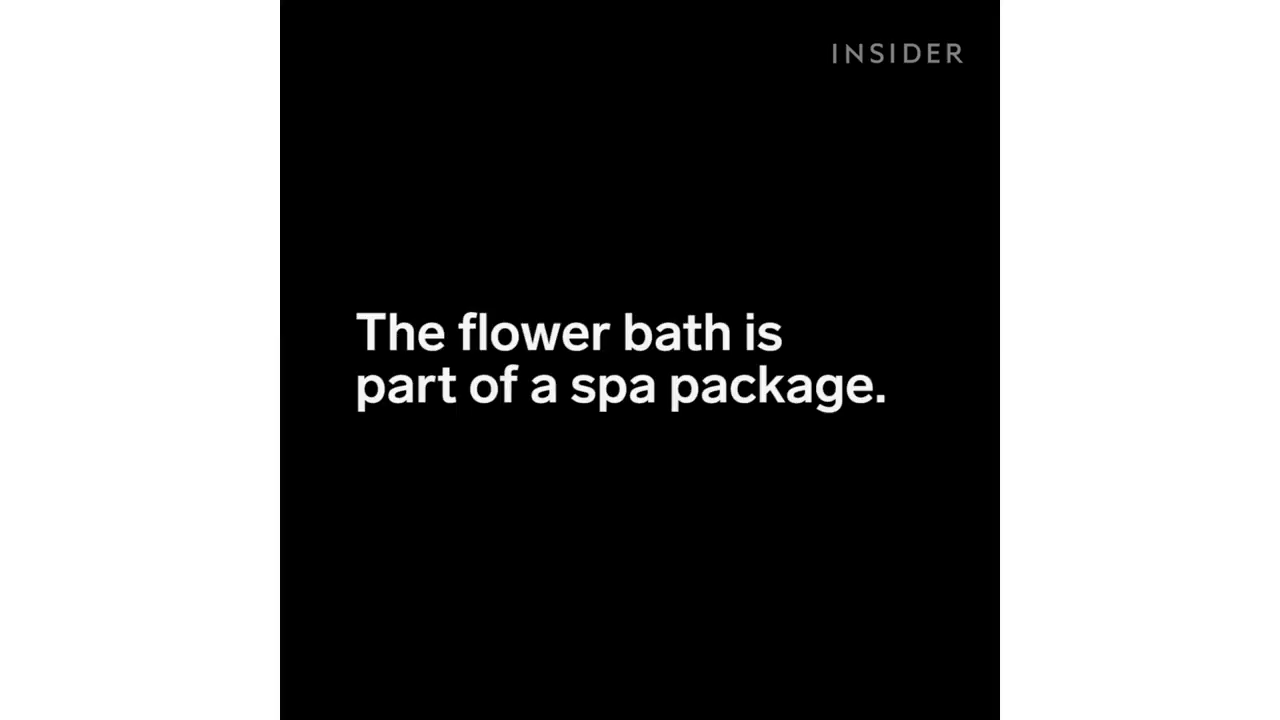 INSIDER
The flower bath is
part of a spa package.